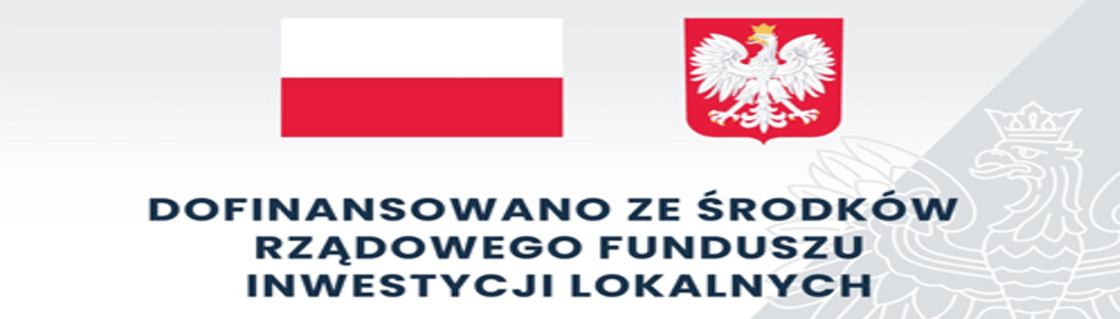 DOFINANSOWANO ZE ŚRODKÓW
RZĄDOWEGO FUNDUSZU
INWESTYCJI LOKALNYCH